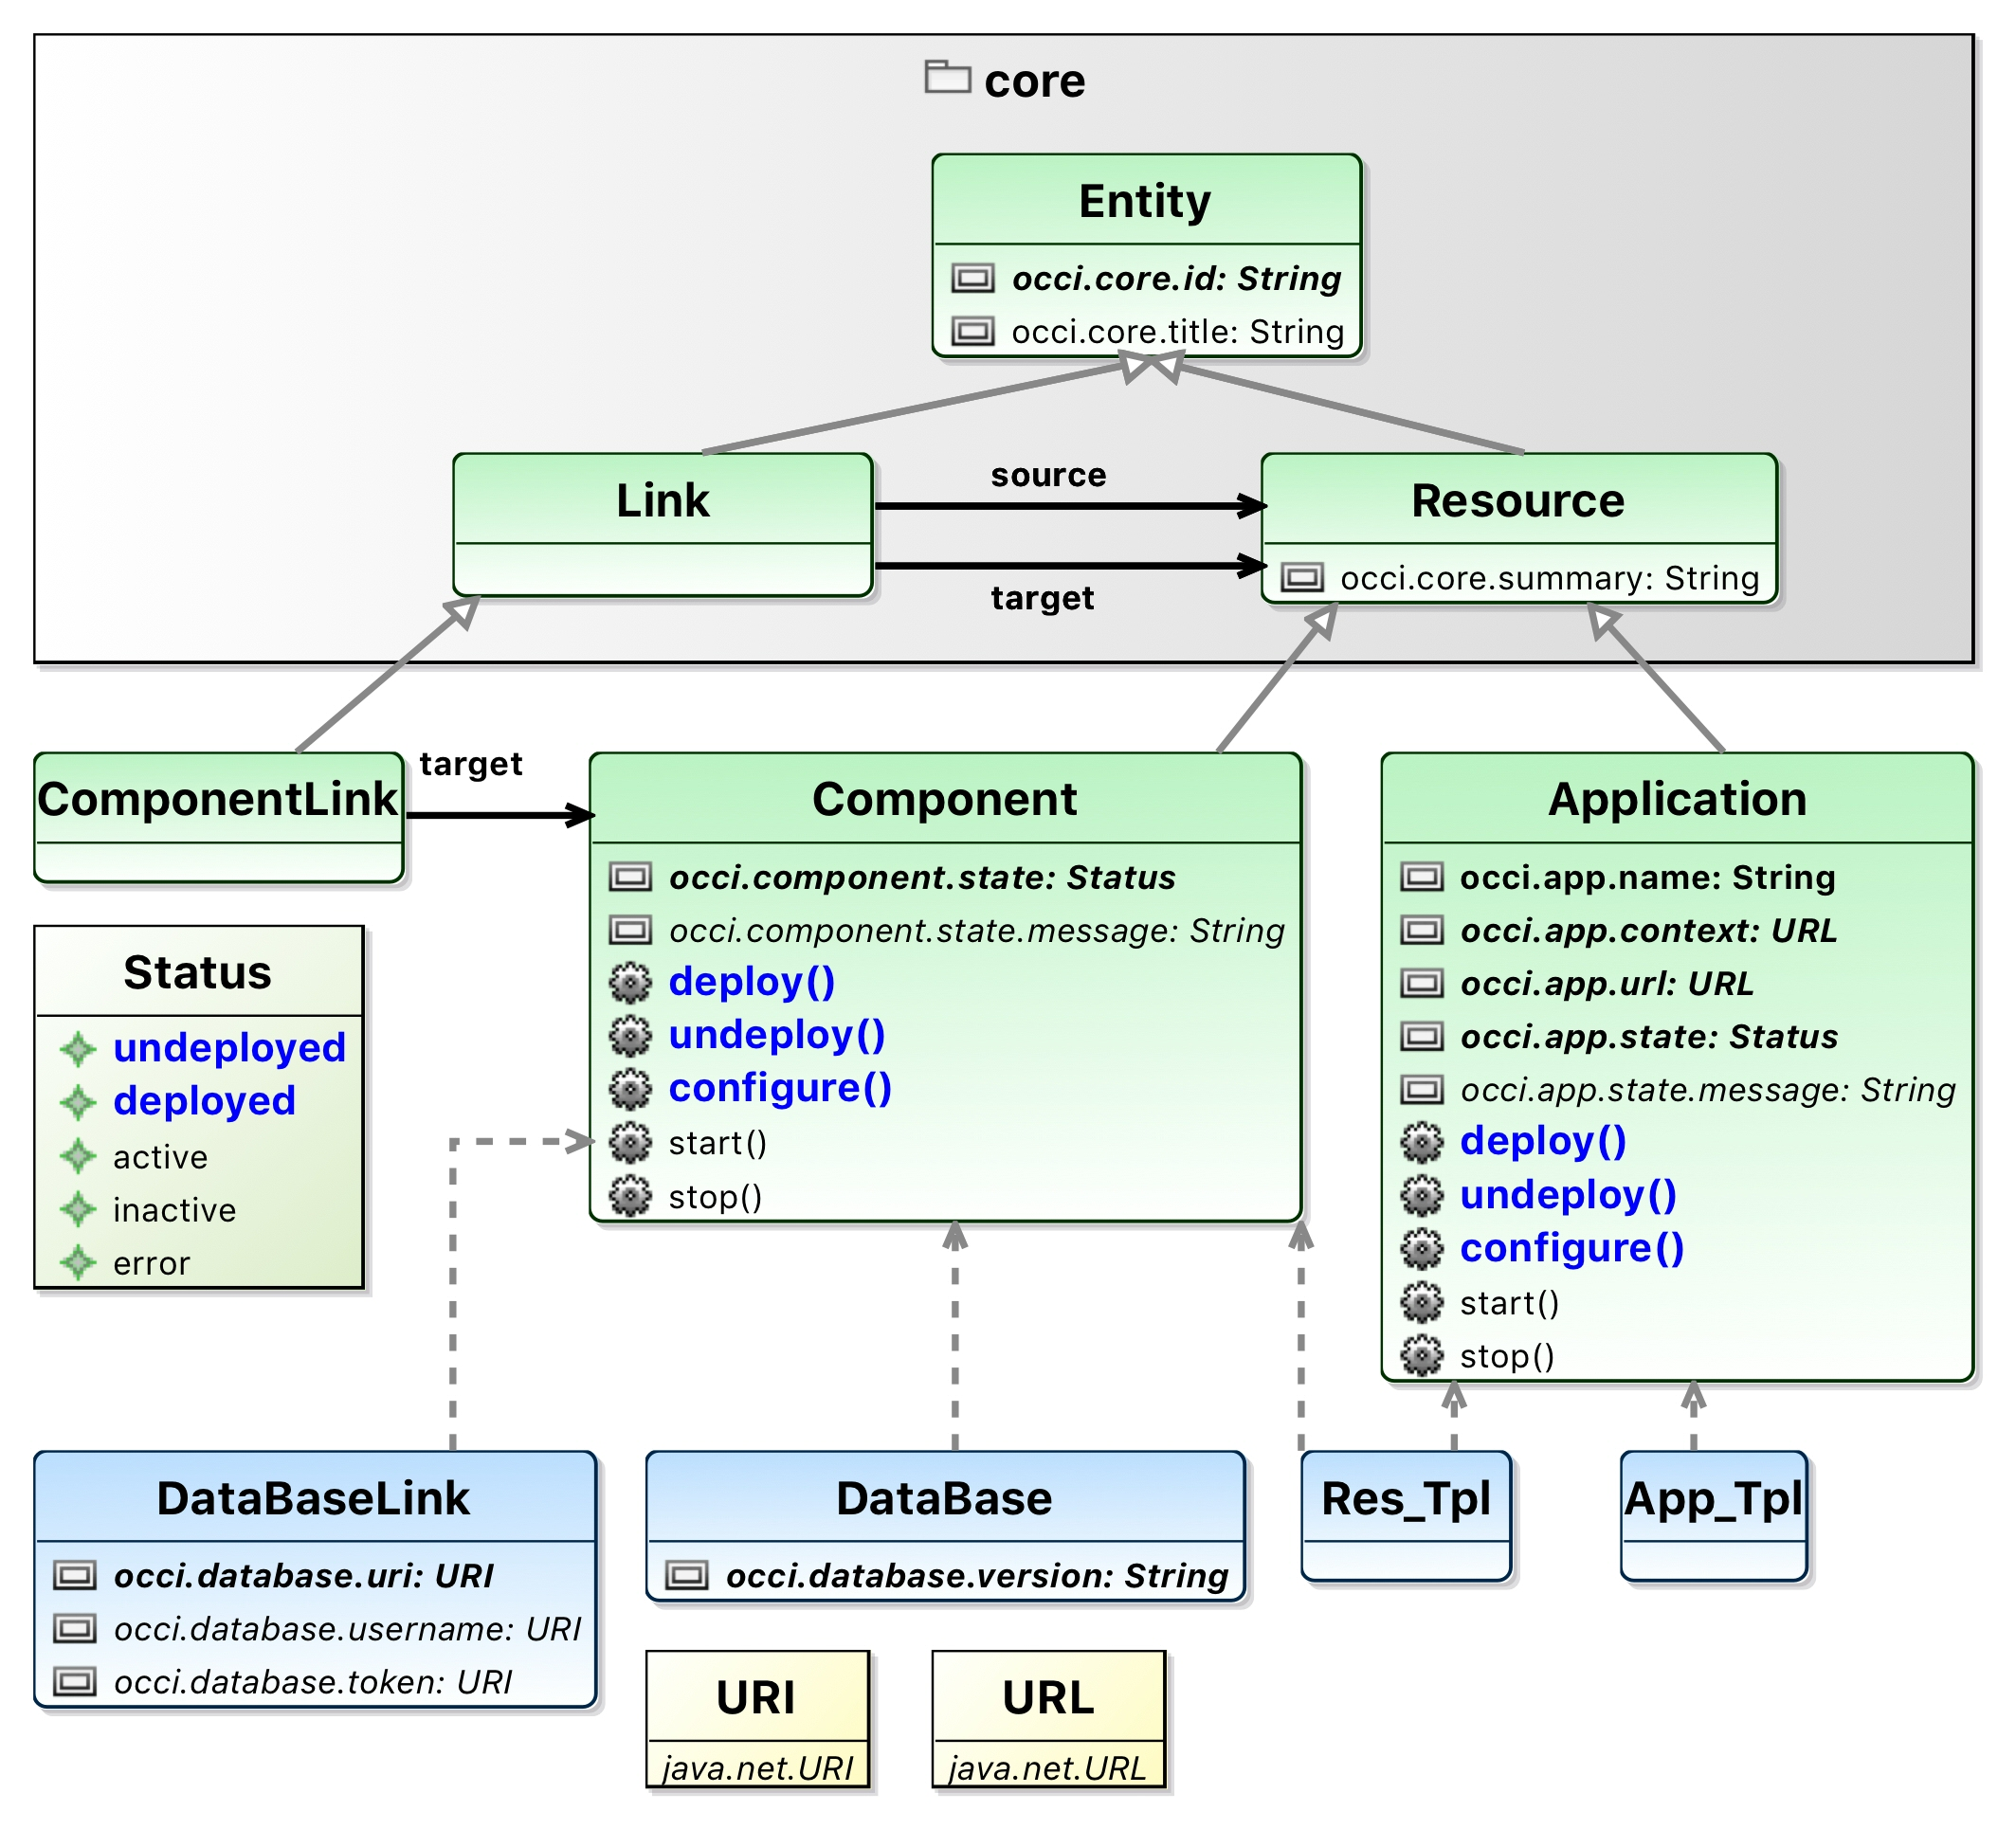 core
Entity
occi.core.id: String
occi.core.title: String
Link
source
target
Resource
occi.core.summary: String
ComponentLink
target
Component
occi.component.state: Status
occi.component.state.message: String
deploy()
undeploy()
configure()
start()
stop()
Application
occi.app.name: String
occi.app.context: URL
occi.app.url: URL
occi.app.state: Status
occi.app.state.message: String
deploy()
undeploy()
configure()
start()
stop()
Status
undeployed
deployed
active
inactive
error
DataBaseLink
occi.database.uri: URI
occi.database.username: URI
occi.database.token: URI
DataBase
occi.database.version: String
Res_Tpl
App_Tpl
URI
java.net.URI
URL
java.net.URL